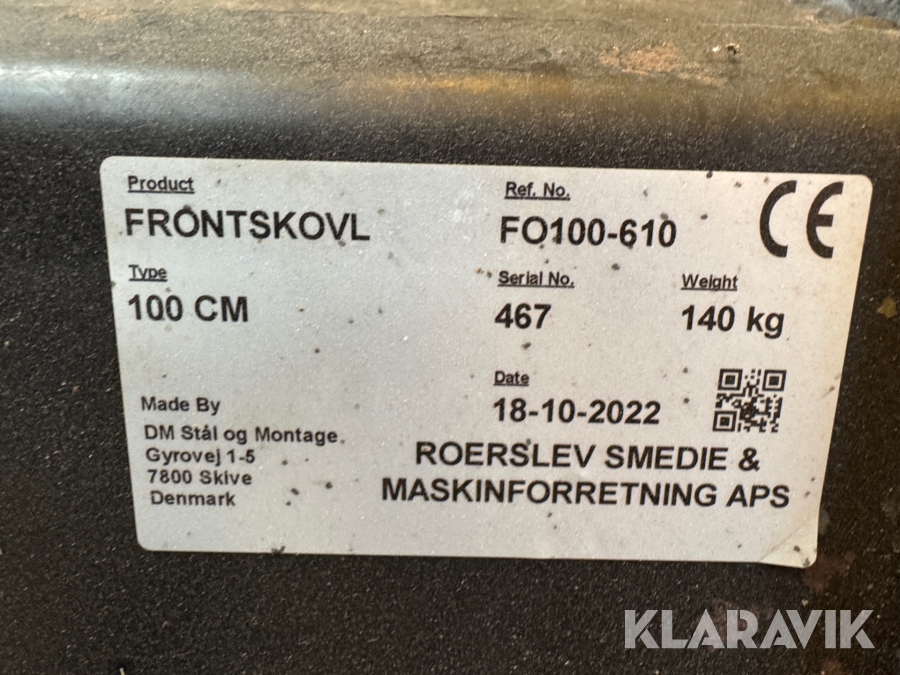 Product
FRONTSKOVL
Ref. No.
FO100-610
CE
Type
100 CM
Serial No.
467
Weight
140 kg
Date
18-10-2022
Made By
DM Stål og Montage.
Gyrovej 1-5
7800 Skive
Denmark
ROERSLEV SMEDIE &
MASKINFORRETNING APS
KLARAVIK